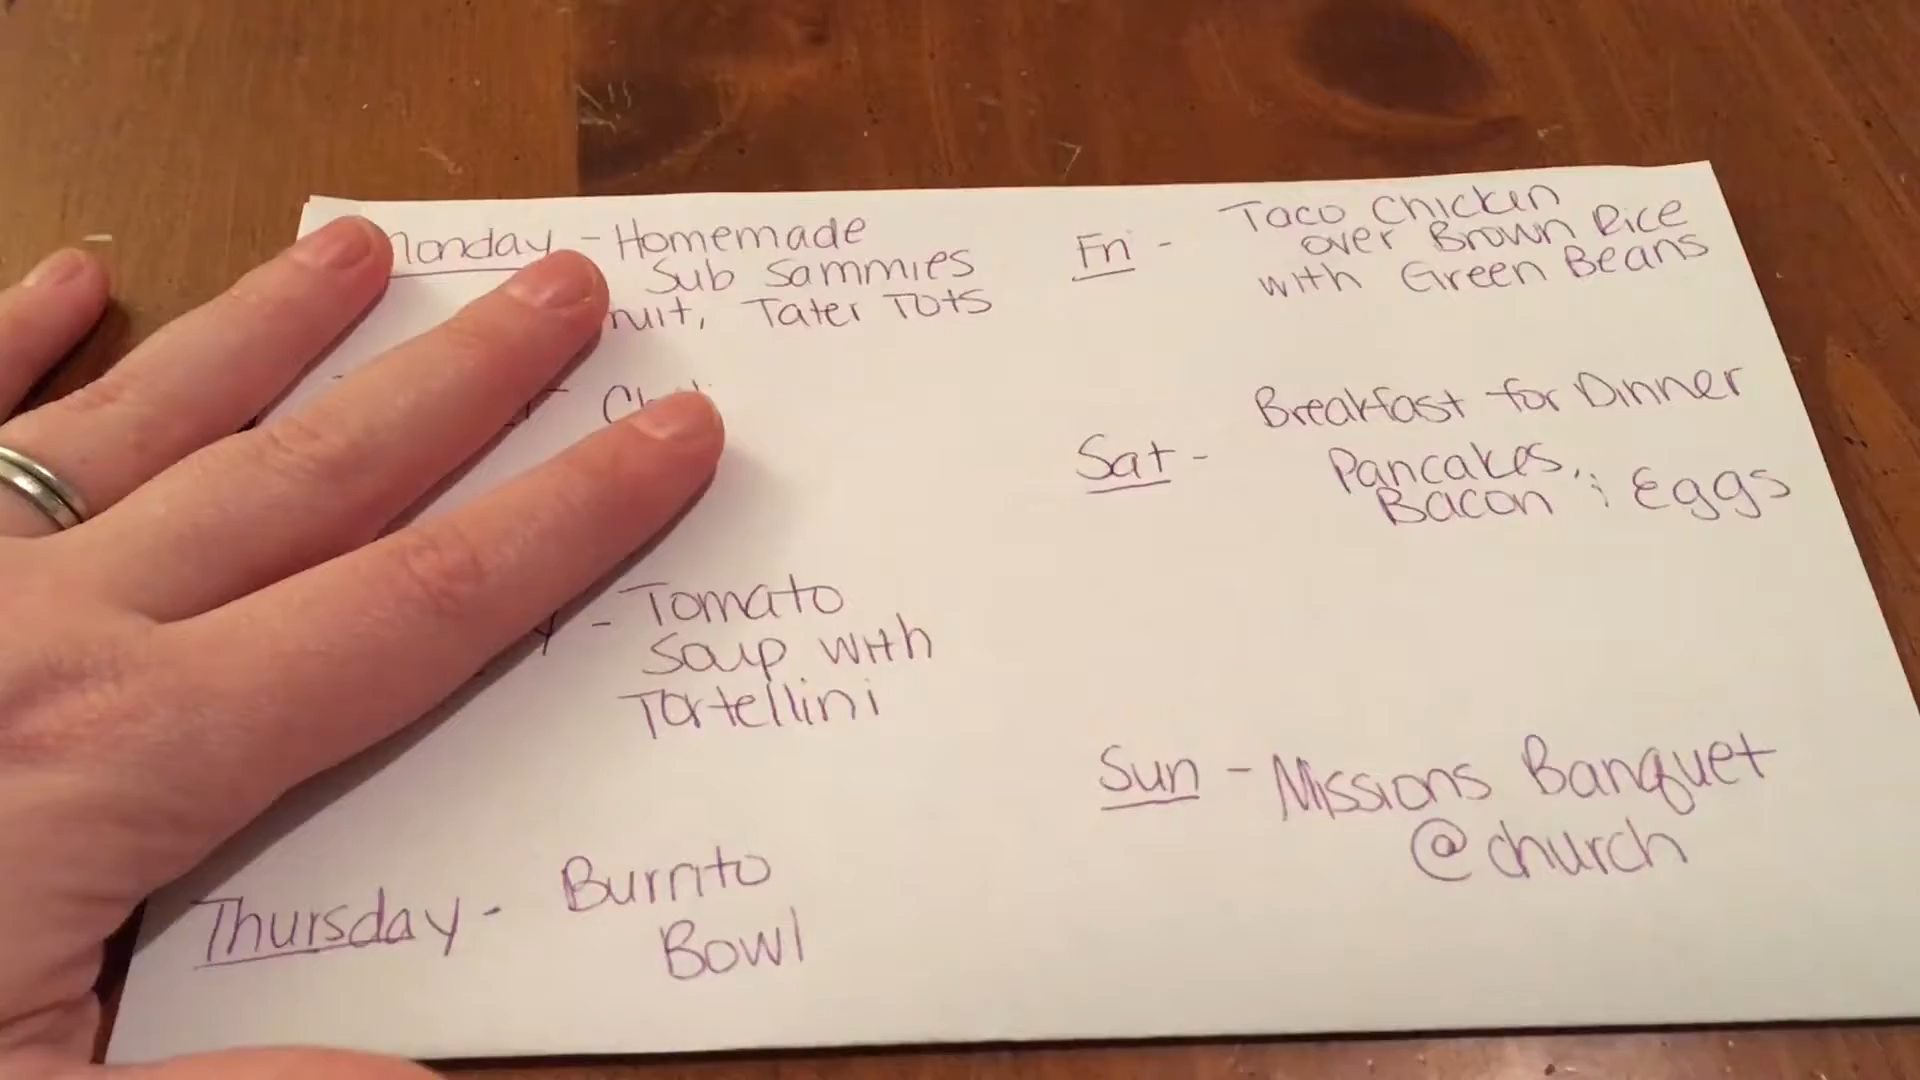 Monday - Homemade
Sub Sammies
Tater Tots
- Tomato
Soup with
Tortellini
Thursday - Burrito
Bowl
Fri - Taco Chicken
over Brown Rice
with Green Beans
Breakfast for Dinner
Sat - Pancakes,
Bacon & Eggs
Sun - Missions Banquet
@ church